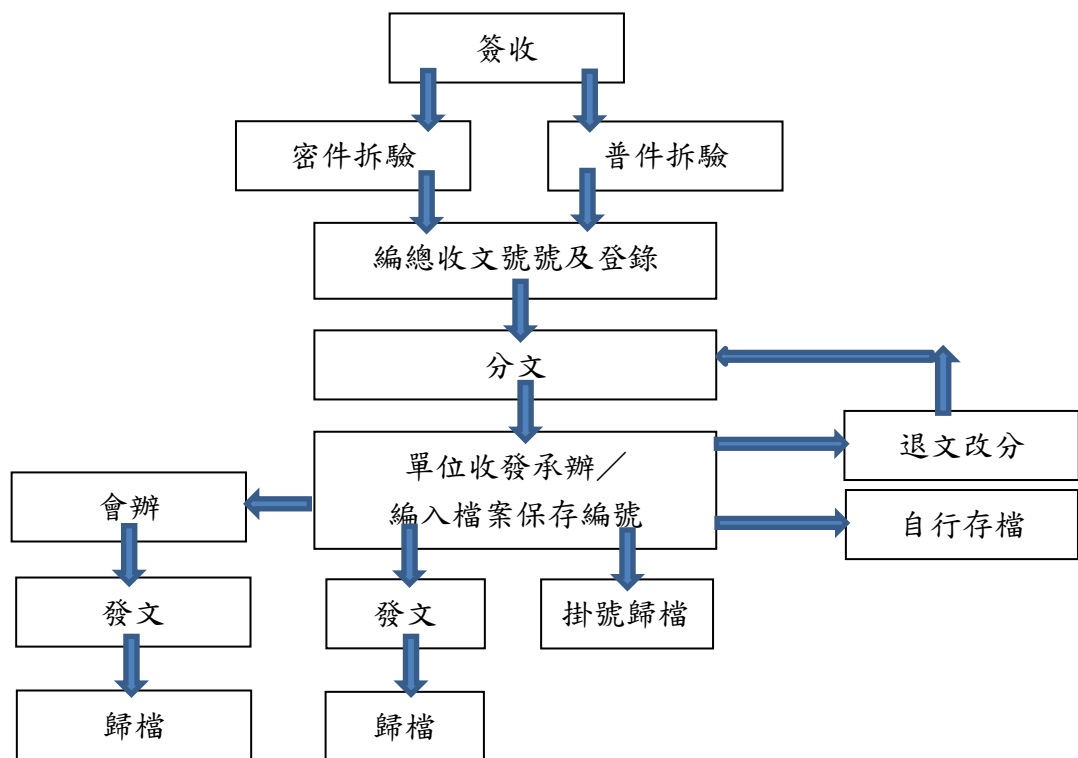 簽收
密件拆驗
普件拆驗
編總收文號號及登錄
分文
單位收發承辦／
編入檔案保存編號
退文改分
自行存檔
會辦
發文
發文
掛號歸檔
歸檔
歸檔